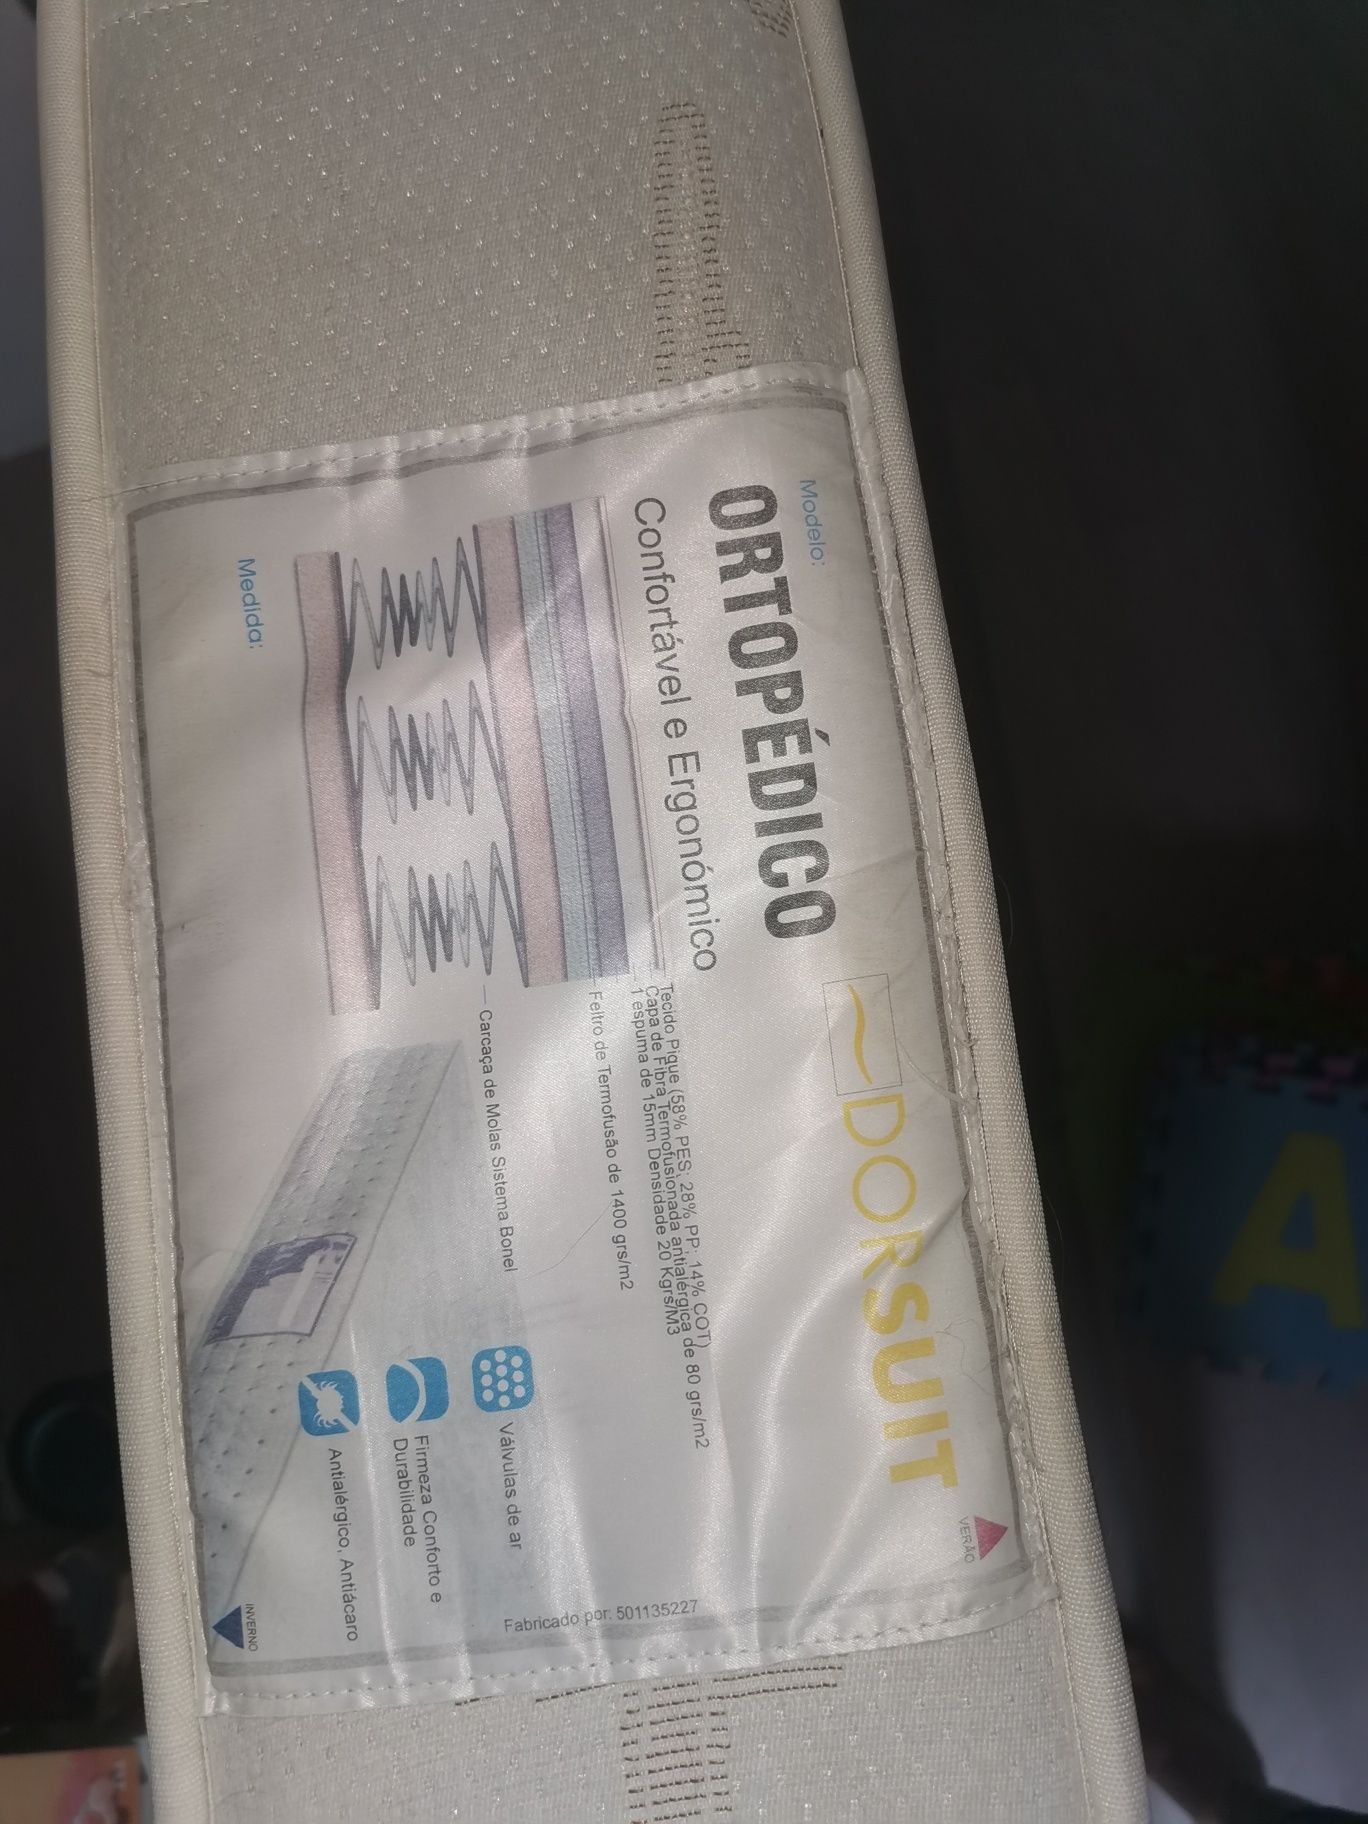 Modelo:
ORTOPÉDICO
Confortável e Ergonómico
DORSUIT
VERÃO
Tecido Pique (58% PES; 28% PP; 14% COT)
Capa de Fibra Termofusionada antialérgica de 80 grs/m2
1 espuma de 15mm Densidade 20 Kgrs/M3
Feltro de Termofusão de 1400 grs/m2
Carcaça de Molas Sistema Bonel
Medida:
Válvulas de ar
Firmeza Conforto e
Durabilidade
Antialérgico, Antiácaro
Fabricado por: 501135227
INVERNO
A